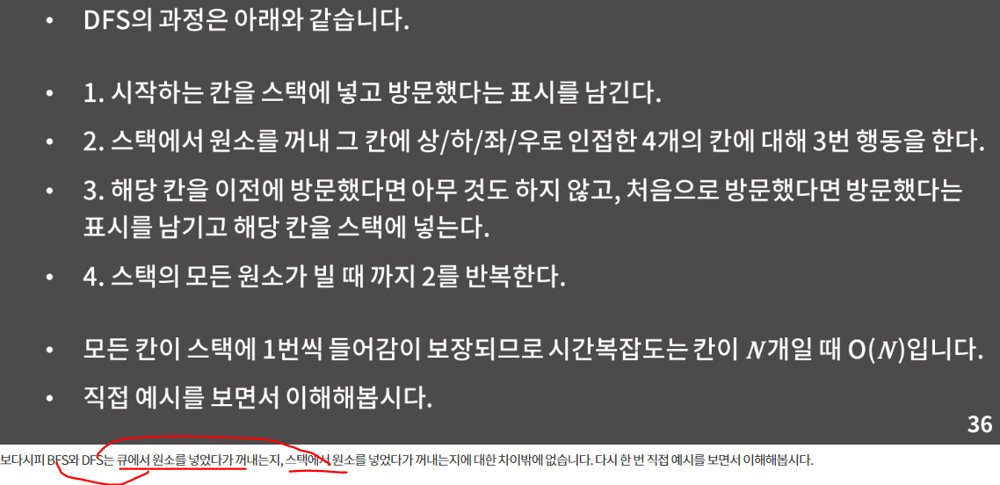 • DFS의 과정은 아래와 같습니다.
• 1. 시작하는 칸을 스택에 넣고 방문했다는 표시를 남긴다.
• 2. 스택에서 원소를 꺼내 그 칸에 상/하/좌/우로 인접한 4개의 칸에 대해 3번 행동을 한다.
• 3. 해당 칸을 이전에 방문했다면 아무 것도 하지 않고, 처음으로 방문했다면 방문했다는
표시를 남기고 해당 칸을 스택에 넣는다.
• 4. 스택의 모든 원소가 빌 때 까지 2를 반복한다.
• 모든 칸이 스택에 1번씩 들어감이 보장되므로 시간복잡도는 칸이 N개일 때 O(N)입니다.
• 직접 예시를 보면서 이해해봅시다.
36
보다시피 BFS와 DFS는 큐에서 원소를 넣었다가 꺼내는지, 스택에서 원소를 넣었다가 꺼내는지에 대한 차이밖에 없습니다. 다시 한 번 직접 예시를 보면서 이해해봅시다.